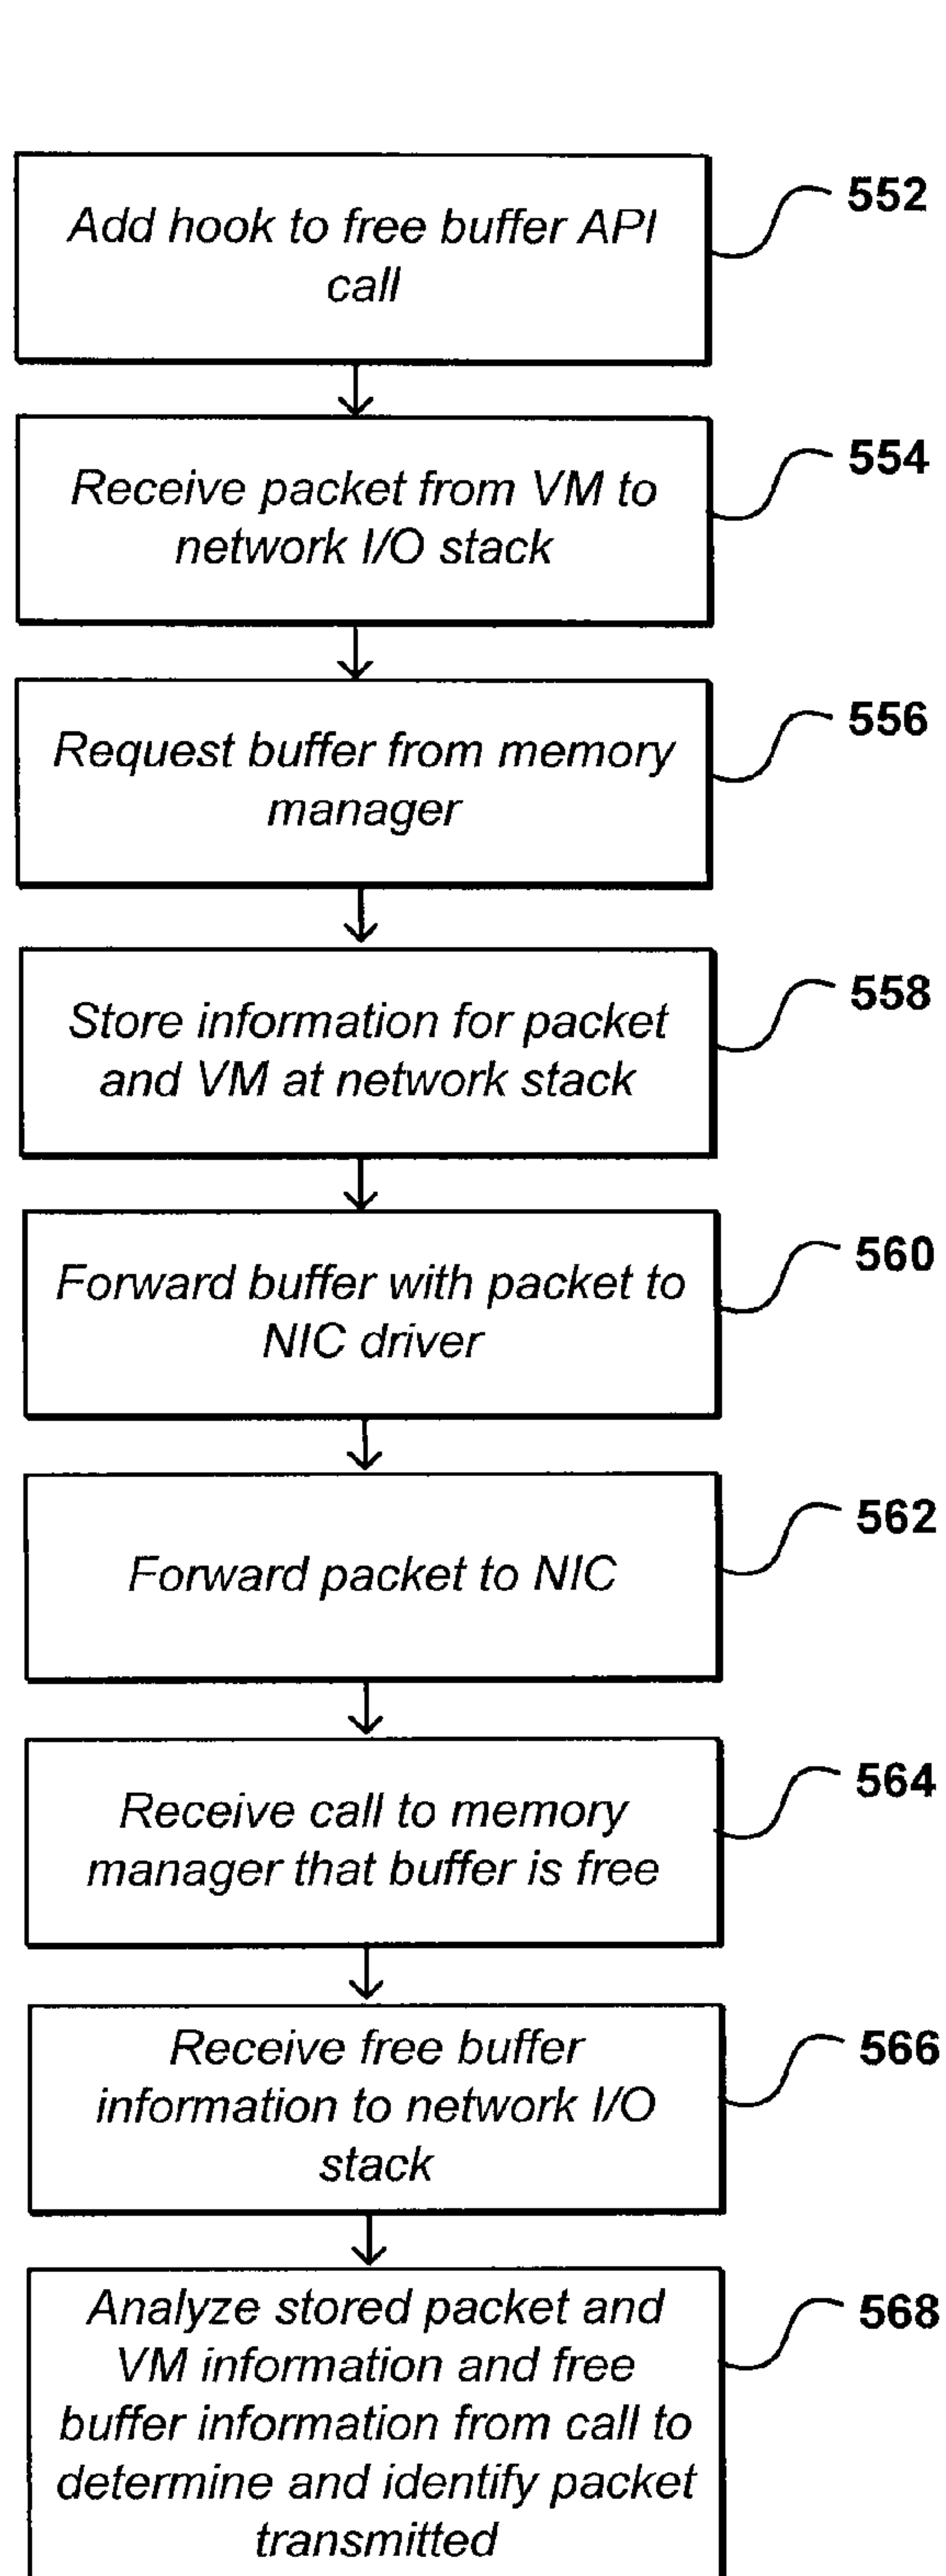 Add hook to free buffer API
call
552
Receive packet from VM to
network I/O stack
554
Request buffer from memory
manager
556
Store information for packet
and VM at network stack
558
Forward buffer with packet to
NIC driver
560
Forward packet to NIC
562
Receive call to memory
manager that buffer is free
564
Receive free buffer
information to network I/O
stack
566
Analyze stored packet and
VM information and free
buffer information from call to
determine and identify packet
transmitted
568